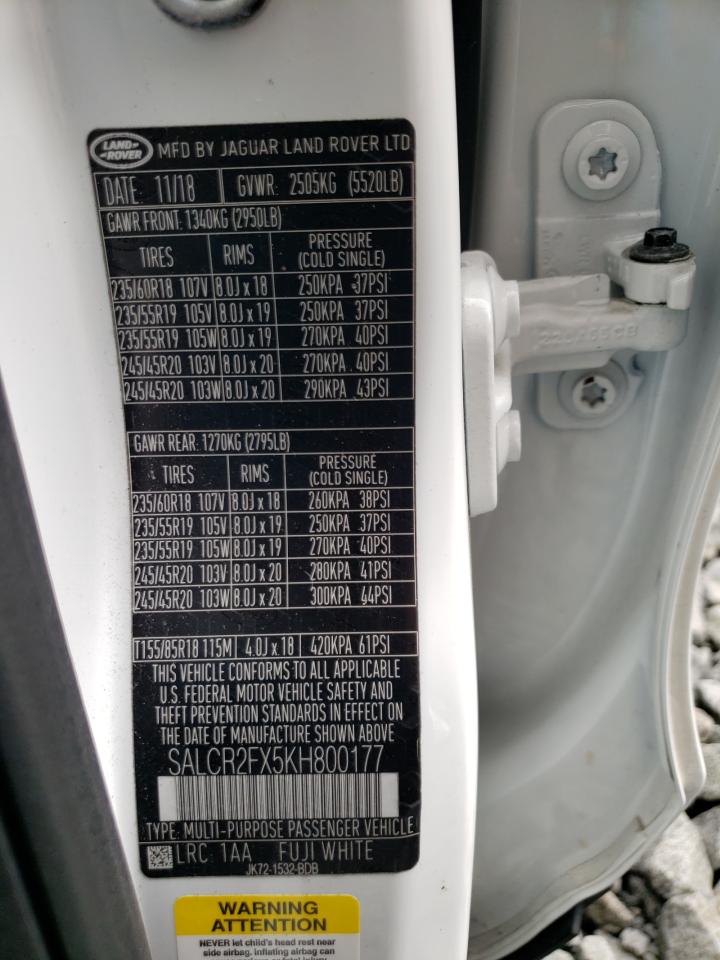 LAND ROVER MFD BY JAGUAR LAND ROVER LTD
DATE: 11/18 GVWR: 2505KG (5520LB)
GAWR FRONT: 1340KG (2950LB)
TIRES RIMS PRESSURE (COLD SINGLE)
235/60R18 107V 8.0J x 18 250KPA 37PSI
235/55R19 105V 8.0J x 19 250KPA 37PSI
235/55R19 105W 8.0J x 19 270KPA 40PSI
245/45R20 103V 8.0J x 20 270KPA 40PSI
245/45R20 103W 8.0J x 20 290KPA 43PSI
GAWR REAR: 1270KG (2795LB)
TIRES RIMS PRESSURE (COLD SINGLE)
235/60R18 107V 8.0J x 18 260KPA 38PSI
235/55R19 105V 8.0J x 19 250KPA 37PSI
235/55R19 105W 8.0J x 19 270KPA 40PSI
245/45R20 103V 8.0J x 20 280KPA 41PSI
245/45R20 103W 8.0J x 20 300KPA 44PSI
T155/85R18 115M 4.0J x 18 420KPA 61PSI
THIS VEHICLE CONFORMS TO ALL APPLICABLE
U.S. FEDERAL MOTOR VEHICLE SAFETY AND
THEFT PREVENTION STANDARDS IN EFFECT ON
THE DATE OF MANUFACTURE SHOWN ABOVE
SALCR2FX5KH800177
TYPE: MULTI-PURPOSE PASSENGER VEHICLE
LRC: 1AA FUJI WHITE
JK72-1532-BDB
WARNING
ATTENTION
NEVER let child's head rest near
side airbag, inflating airbag can